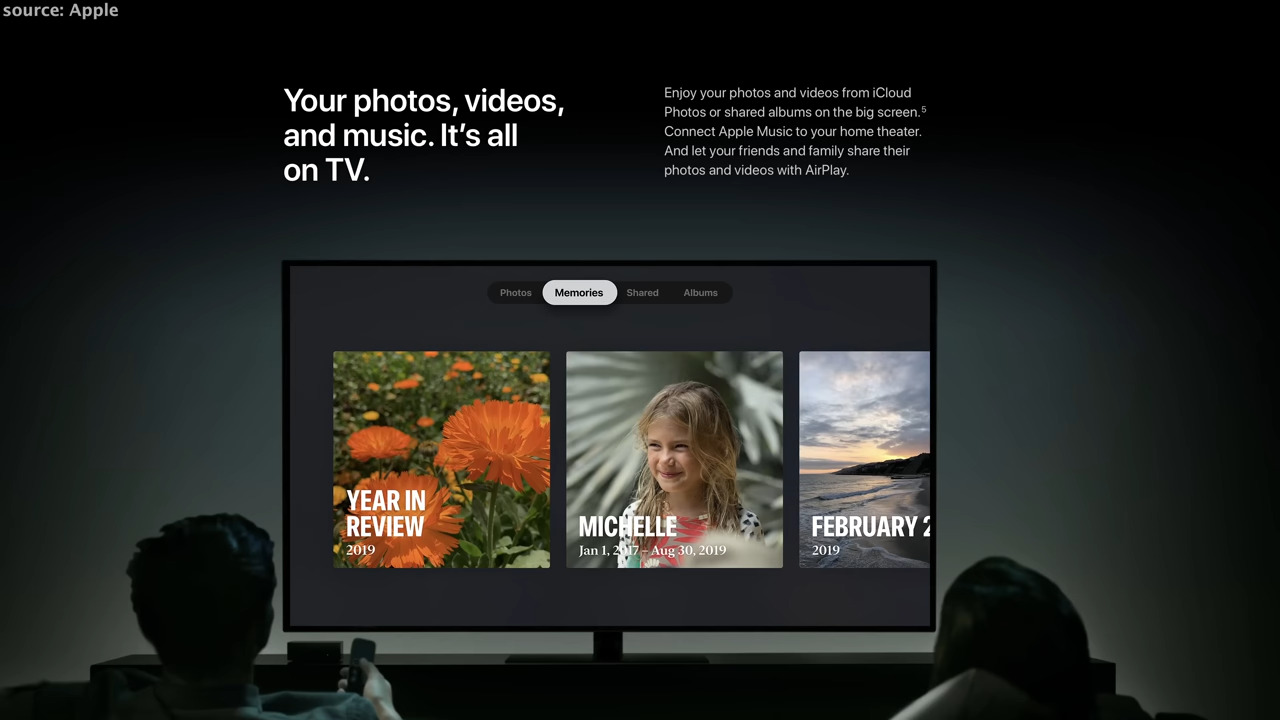 source: Apple
Your photos, videos,
and music. It's all
on TV.
Enjoy your photos and videos from iCloud
Photos or shared albums on the big screen.⁵
Connect Apple Music to your home theater.
And let your friends and family share their
photos and videos with AirPlay.
Photos Memories Shared Albums
YEAR IN
REVIEW
2019
MICHELLE
Jan 1, 2017 – Aug 30, 2019
FEBRUARY 2
2019